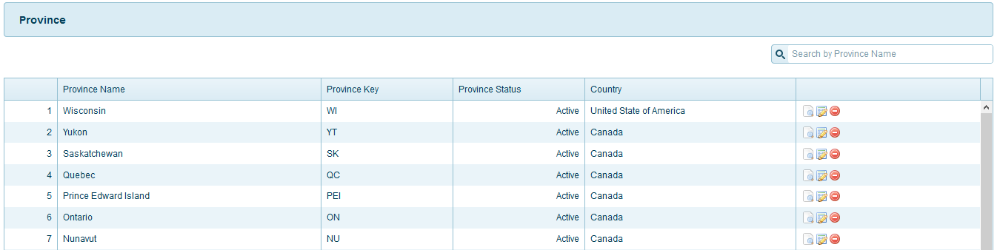 Province
Search by Province Name
Province Name Province Key Province Status Country
1 Wisconsin WI Active United State of America
2 Yukon YT Active Canada
3 Saskatchewan SK Active Canada
4 Quebec QC Active Canada
5 Prince Edward Island PEI Active Canada
6 Ontario ON Active Canada
7 Nunavut NU Active Canada